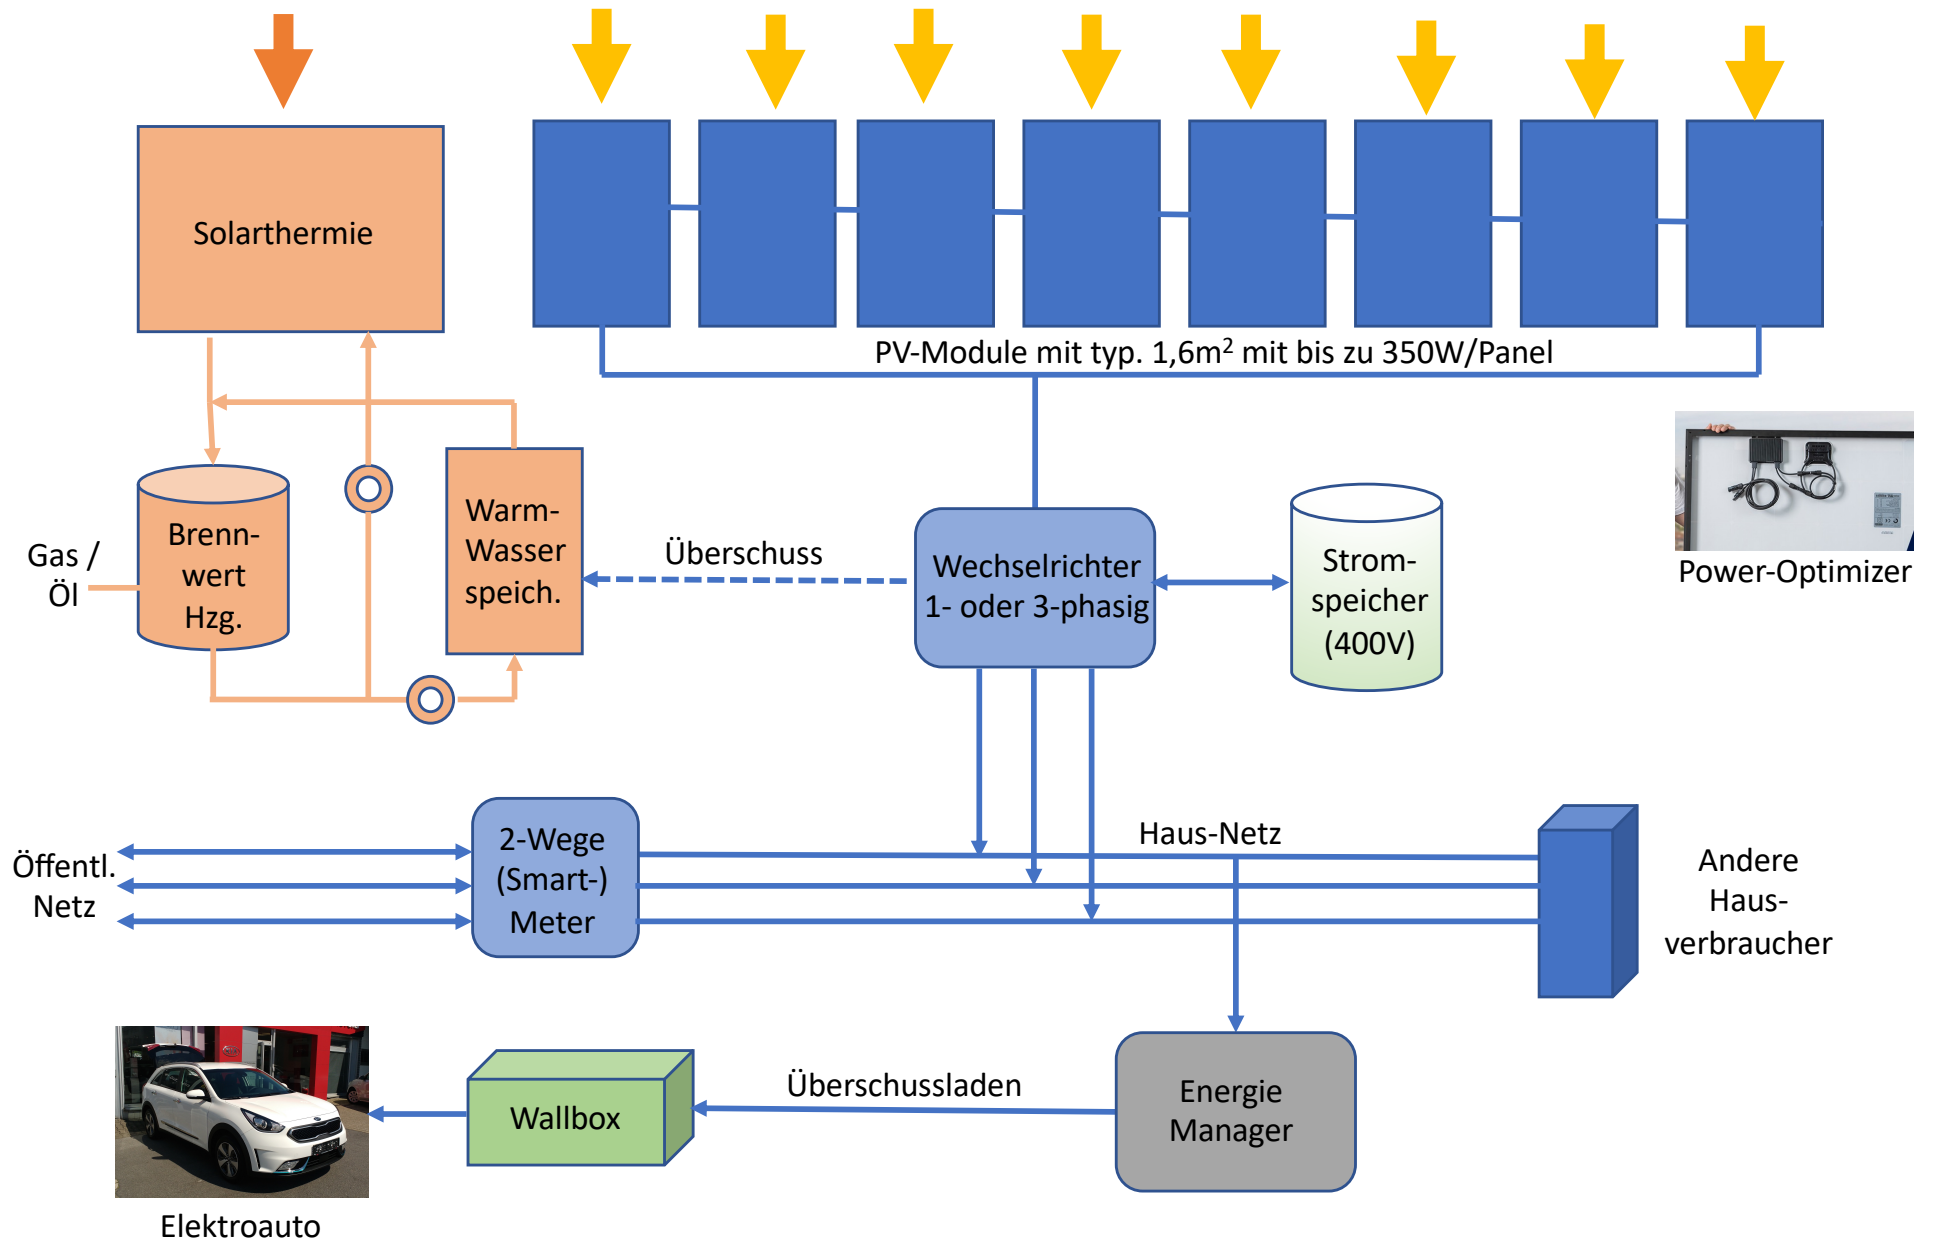 Solarthermie
PV-Module mit typ. 1,6m² mit bis zu 350W/Panel
Brenn-
wert
Hzg.
Gas /
Öl
Warm-
Wasser
speich.
Überschuss
Wechselrichter
1- oder 3-phasig
Strom-
speicher
(400V)
Power-Optimizer
Öffentl.
Netz
2-Wege
(Smart-)
Meter
Haus-Netz
Andere
Haus-
verbraucher
Elektroauto
Wallbox
Überschussladen
Energie
Manager